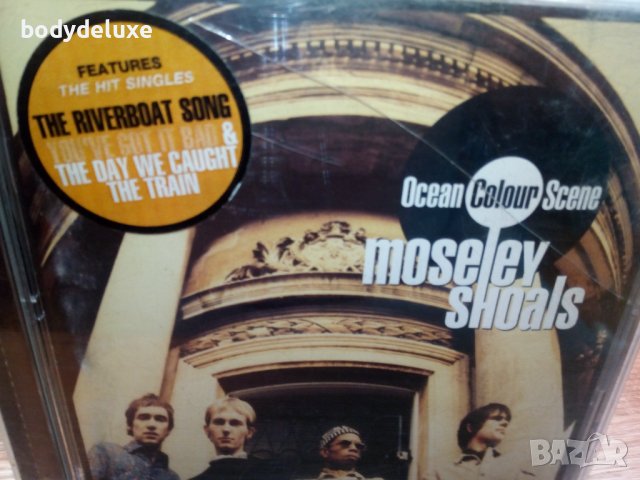 bodydeluxe
FEATURES
THE HIT SINGLES
THE RIVERBOAT SONG
YOU'VE GOT IT BAD &
THE DAY WE CAUGHT
THE TRAIN
Ocean Colour Scene
moseley
shoals
BAZAR